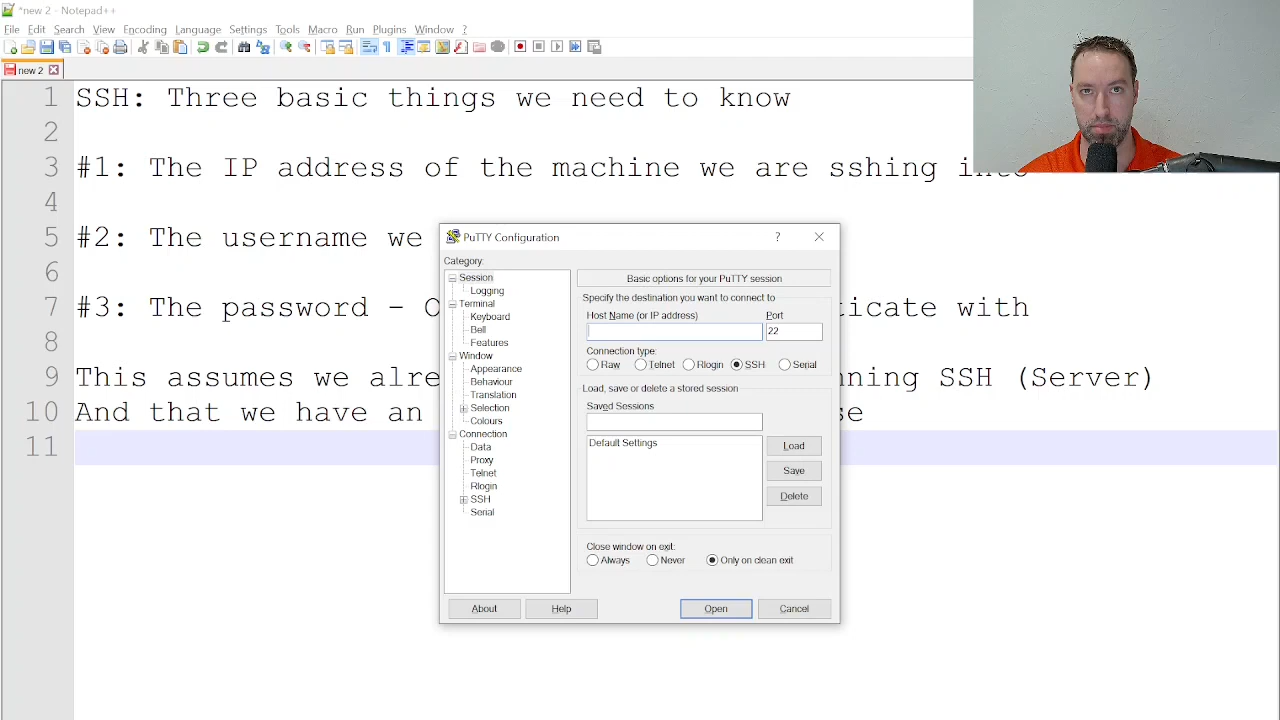 *new 2 - Notepad++
File Edit Search View Encoding Language Settings Tools Macro Run Plugins Window ?
new 2
1 SSH: Three basic things we need to know
2
3 #1: The IP address of the machine we are sshing into
4
5 #2: The username we
6
7 #3: The password - O
ticate with
8
9 This assumes we alre
nning SSH (Server)
10 And that we have an
se
11
PuTTY Configuration
?
Category:
Session
Logging
Terminal
Keyboard
Bell
Features
Window
Appearance
Behaviour
Translation
Selection
Colours
Connection
Data
Proxy
Telnet
Rlogin
SSH
Serial
Basic options for your PuTTY session
Specify the destination you want to connect to
Host Name (or IP address) Port
22
Connection type:
Raw Telnet Rlogin SSH Serial
Load, save or delete a stored session
Saved Sessions
Default Settings
Load
Save
Delete
Close window on exit:
Always Never Only on clean exit
About Help Open Cancel